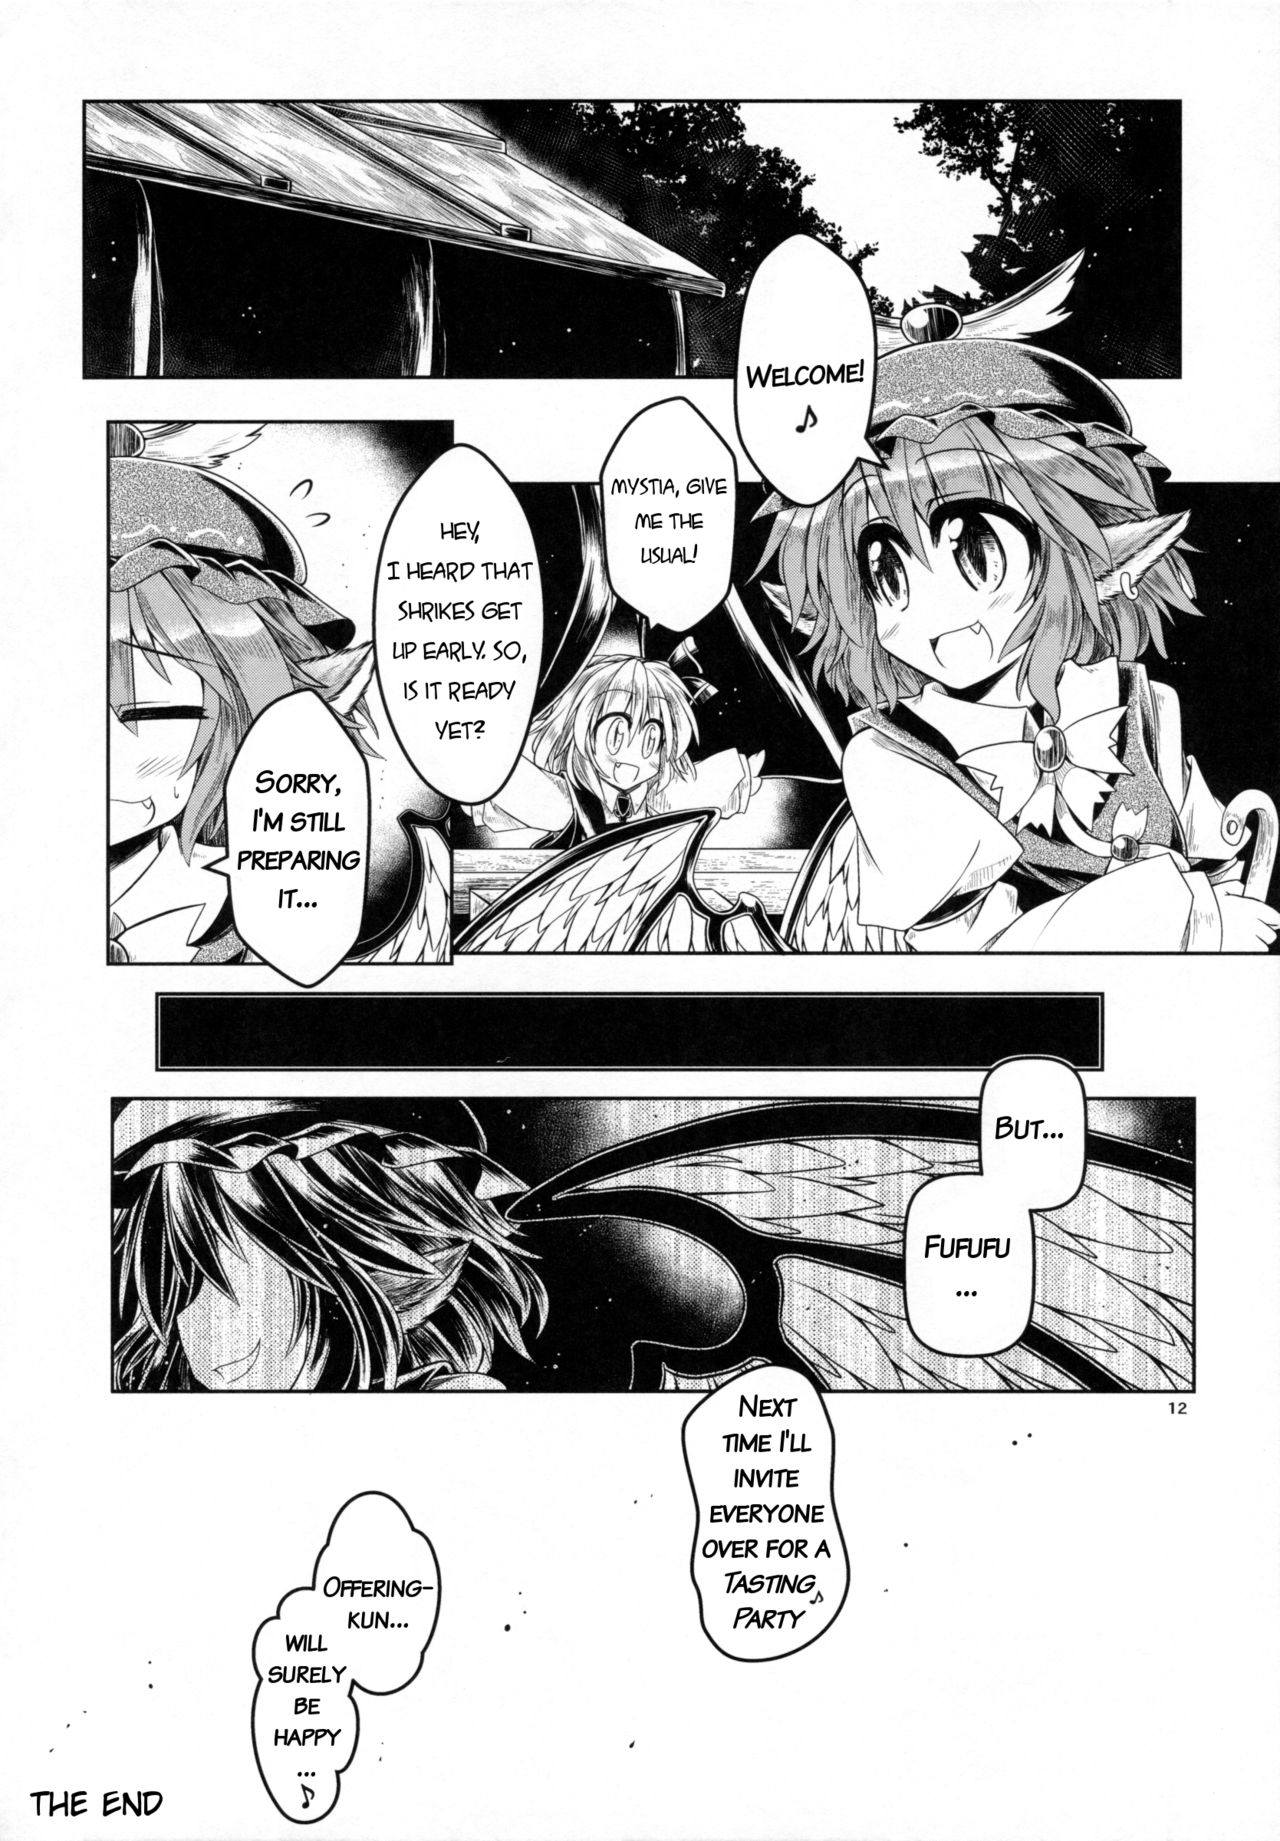 WELCOME!
♪
MYSTIA, GIVE
ME THE
USUAL!
HEY,
I HEARD THAT
SHRIKES GET
UP EARLY. SO,
IS IT READY
YET?
SORRY,
I'M STILL
PREPARING
IT...
BUT...
FUFUFU
...
12
NEXT
TIME I'LL
INVITE
EVERYONE
OVER FOR A
TASTING
PARTY♪
OFFERING-
KUN...
WILL
SURELY
BE
HAPPY
...
♪
THE END